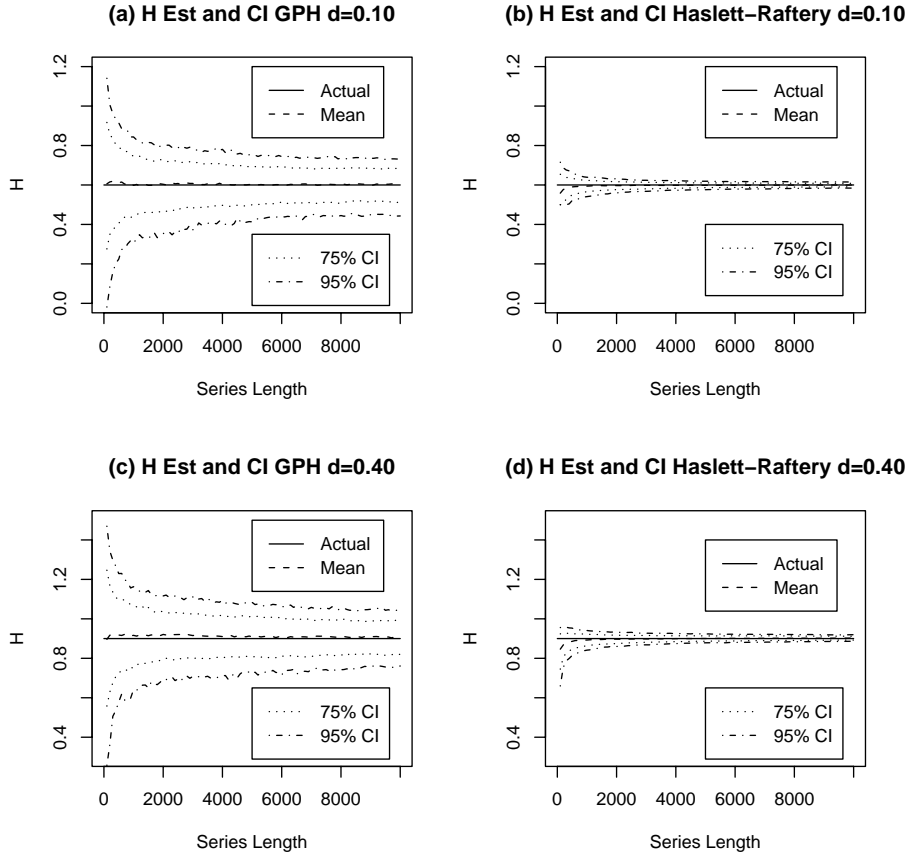 (a) H Est and CI GPH d=0.10
H
1.2
0.8
0.4
0.0
Actual
Mean
75% CI
95% CI
0 2000 4000 6000 8000
Series Length
(b) H Est and CI Haslett−Raftery d=0.10
H
1.2
0.8
0.4
0.0
Actual
Mean
75% CI
95% CI
0 2000 4000 6000 8000
Series Length
(c) H Est and CI GPH d=0.40
H
1.2
0.8
0.4
Actual
Mean
75% CI
95% CI
0 2000 4000 6000 8000
Series Length
(d) H Est and CI Haslett−Raftery d=0.40
H
1.2
0.8
0.4
Actual
Mean
75% CI
95% CI
0 2000 4000 6000 8000
Series Length